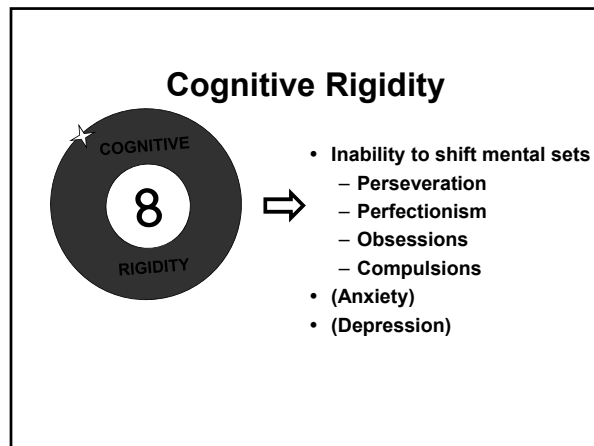 Cognitive Rigidity
COGNITIVE
8
RIGIDITY
• Inability to shift mental sets
– Perseveration
– Perfectionism
– Obsessions
– Compulsions
• (Anxiety)
• (Depression)